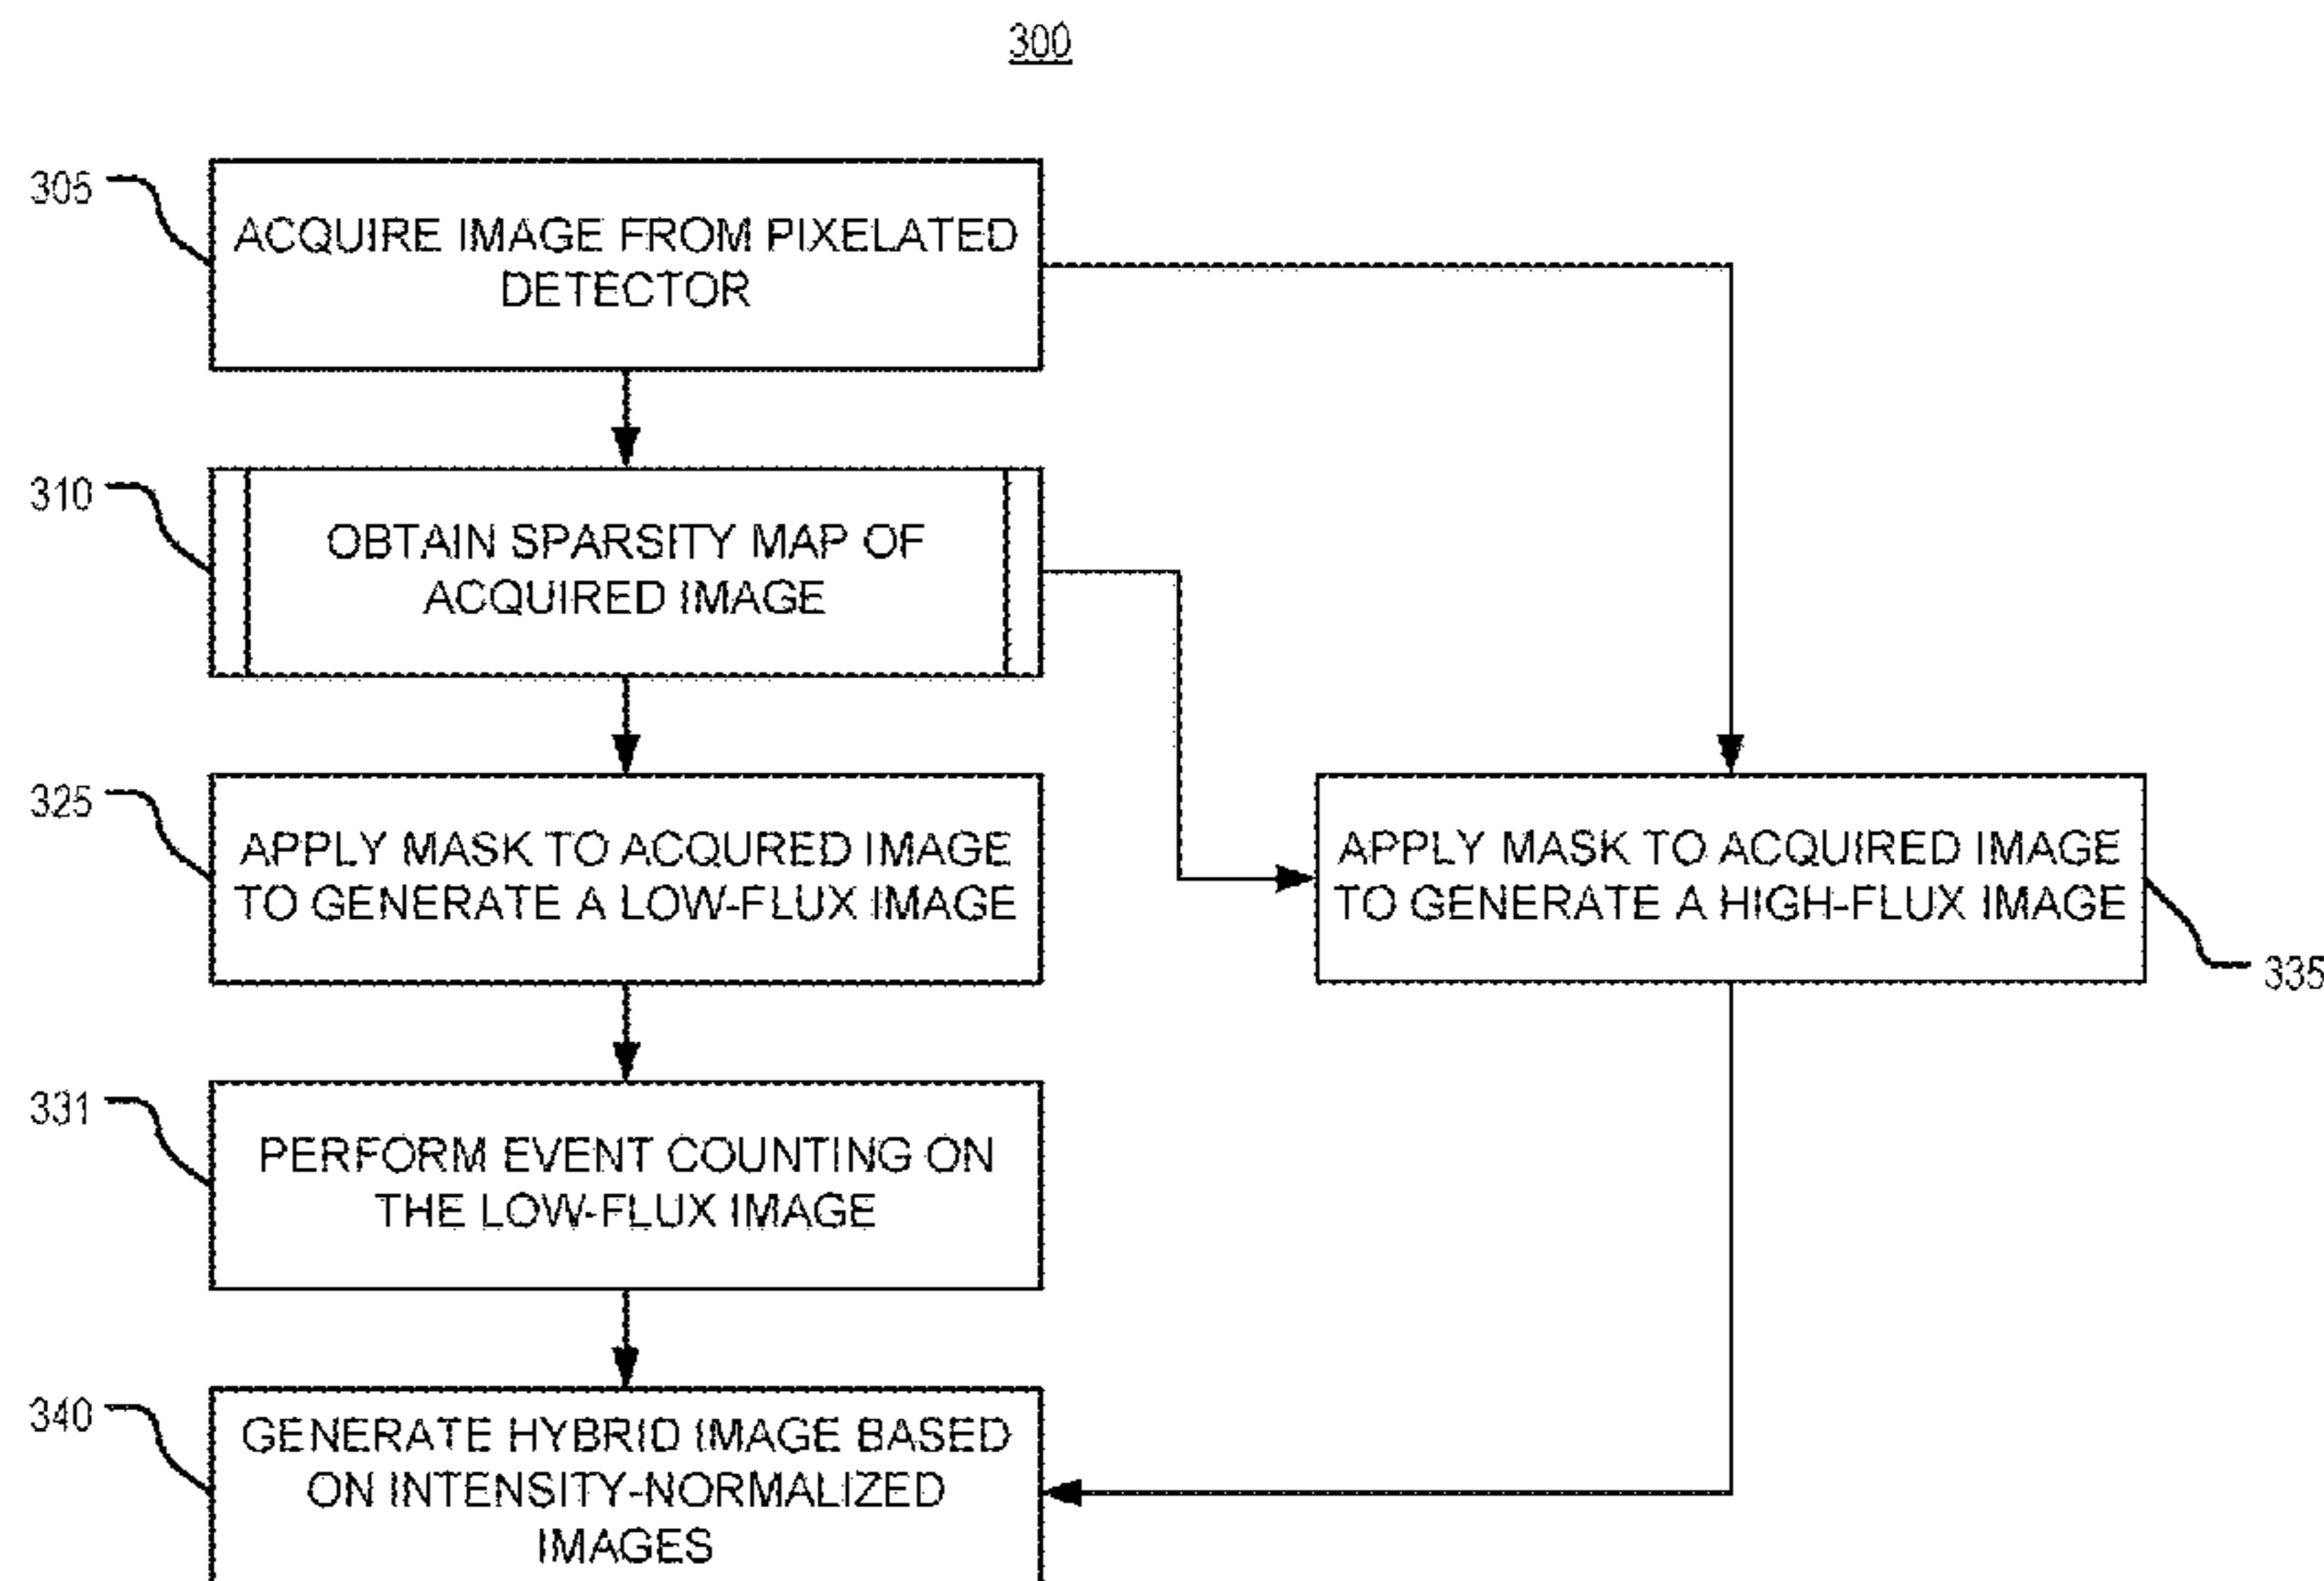 300
305
ACQUIRE IMAGE FROM PIXELATED
DETECTOR
310
OBTAIN SPARSITY MAP OF
ACQUIRED IMAGE
325
APPLY MASK TO ACQURED IMAGE
TO GENERATE A LOW-FLUX IMAGE
APPLY MASK TO ACQUIRED IMAGE
TO GENERATE A HIGH-FLUX IMAGE
335
331
PERFORM EVENT COUNTING ON
THE LOW-FLUX IMAGE
340
GENERATE HYBRID IMAGE BASED
ON INTENSITY-NORMALIZED
IMAGES